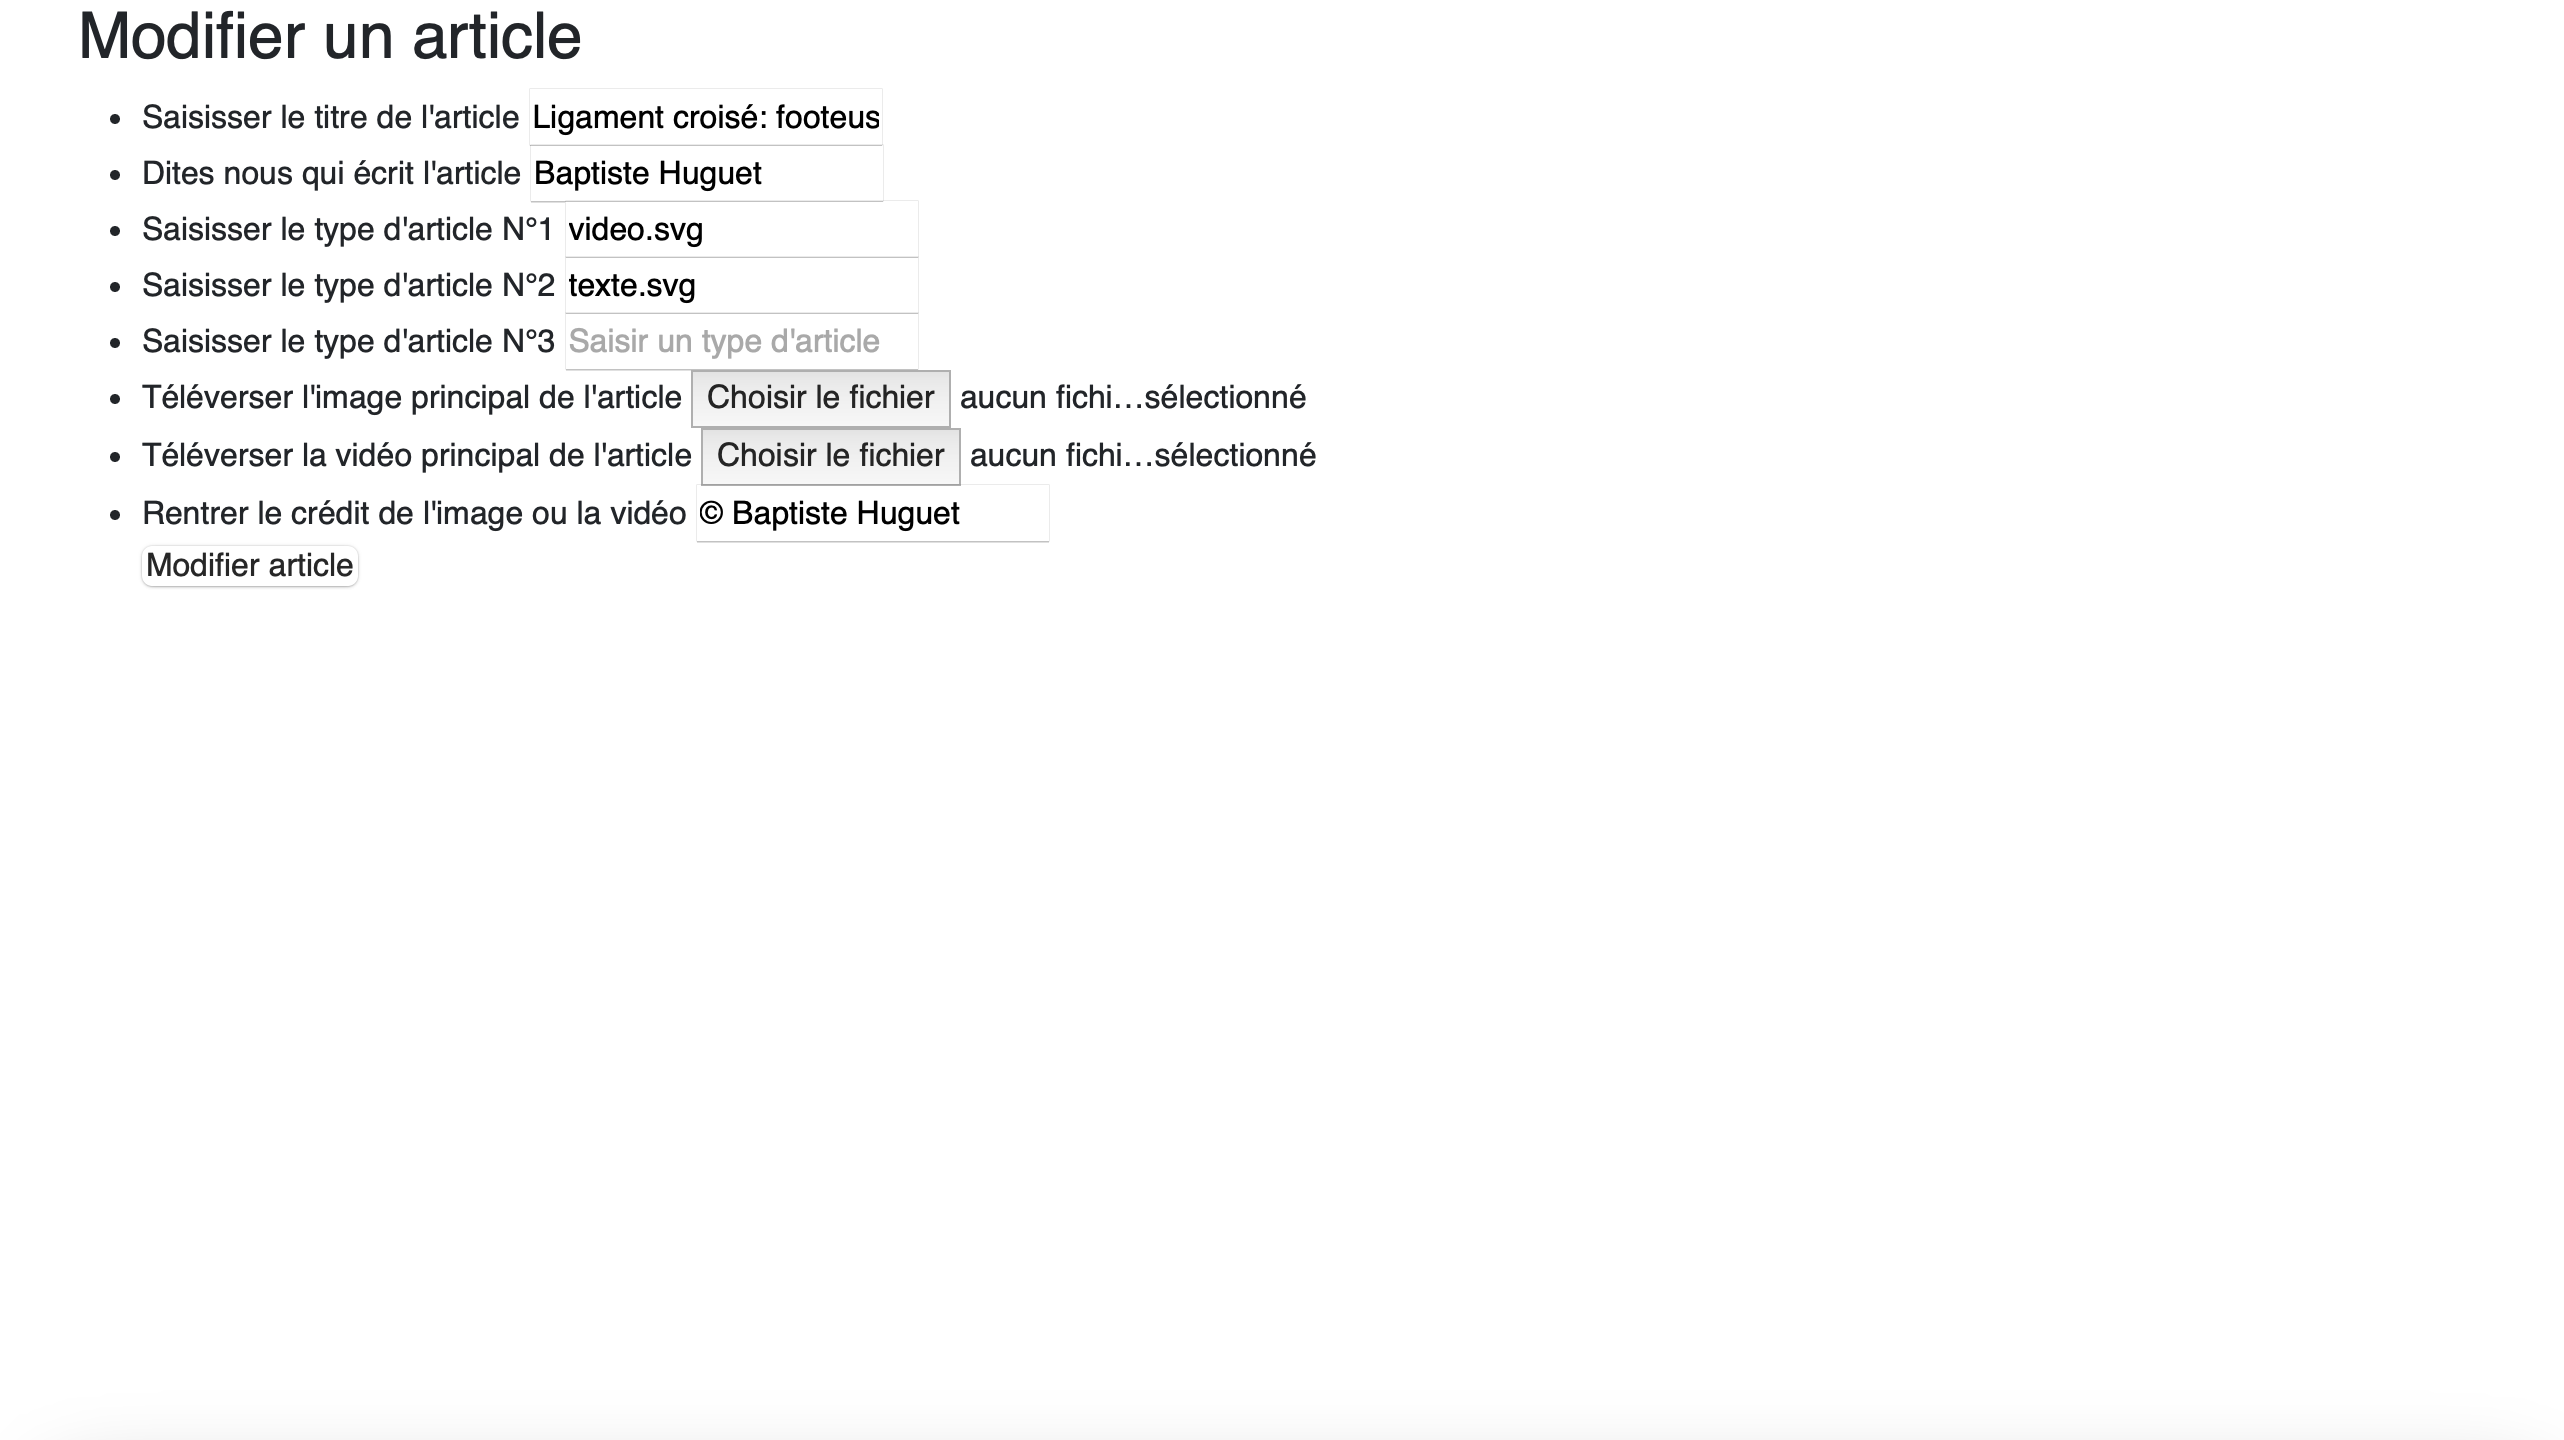 Modifier un article
Saisisser le titre de l'article Ligament croisé: footeus
Dites nous qui écrit l'article Baptiste Huguet
Saisisser le type d'article N°1 video.svg
Saisisser le type d'article N°2 texte.svg
Saisisser le type d'article N°3 Saisir un type d'article
Téléverser l'image principal de l'article Choisir le fichier aucun fichi...sélectionné
Téléverser la vidéo principal de l'article Choisir le fichier aucun fichi...sélectionné
Rentrer le crédit de l'image ou la vidéo © Baptiste Huguet
Modifier article